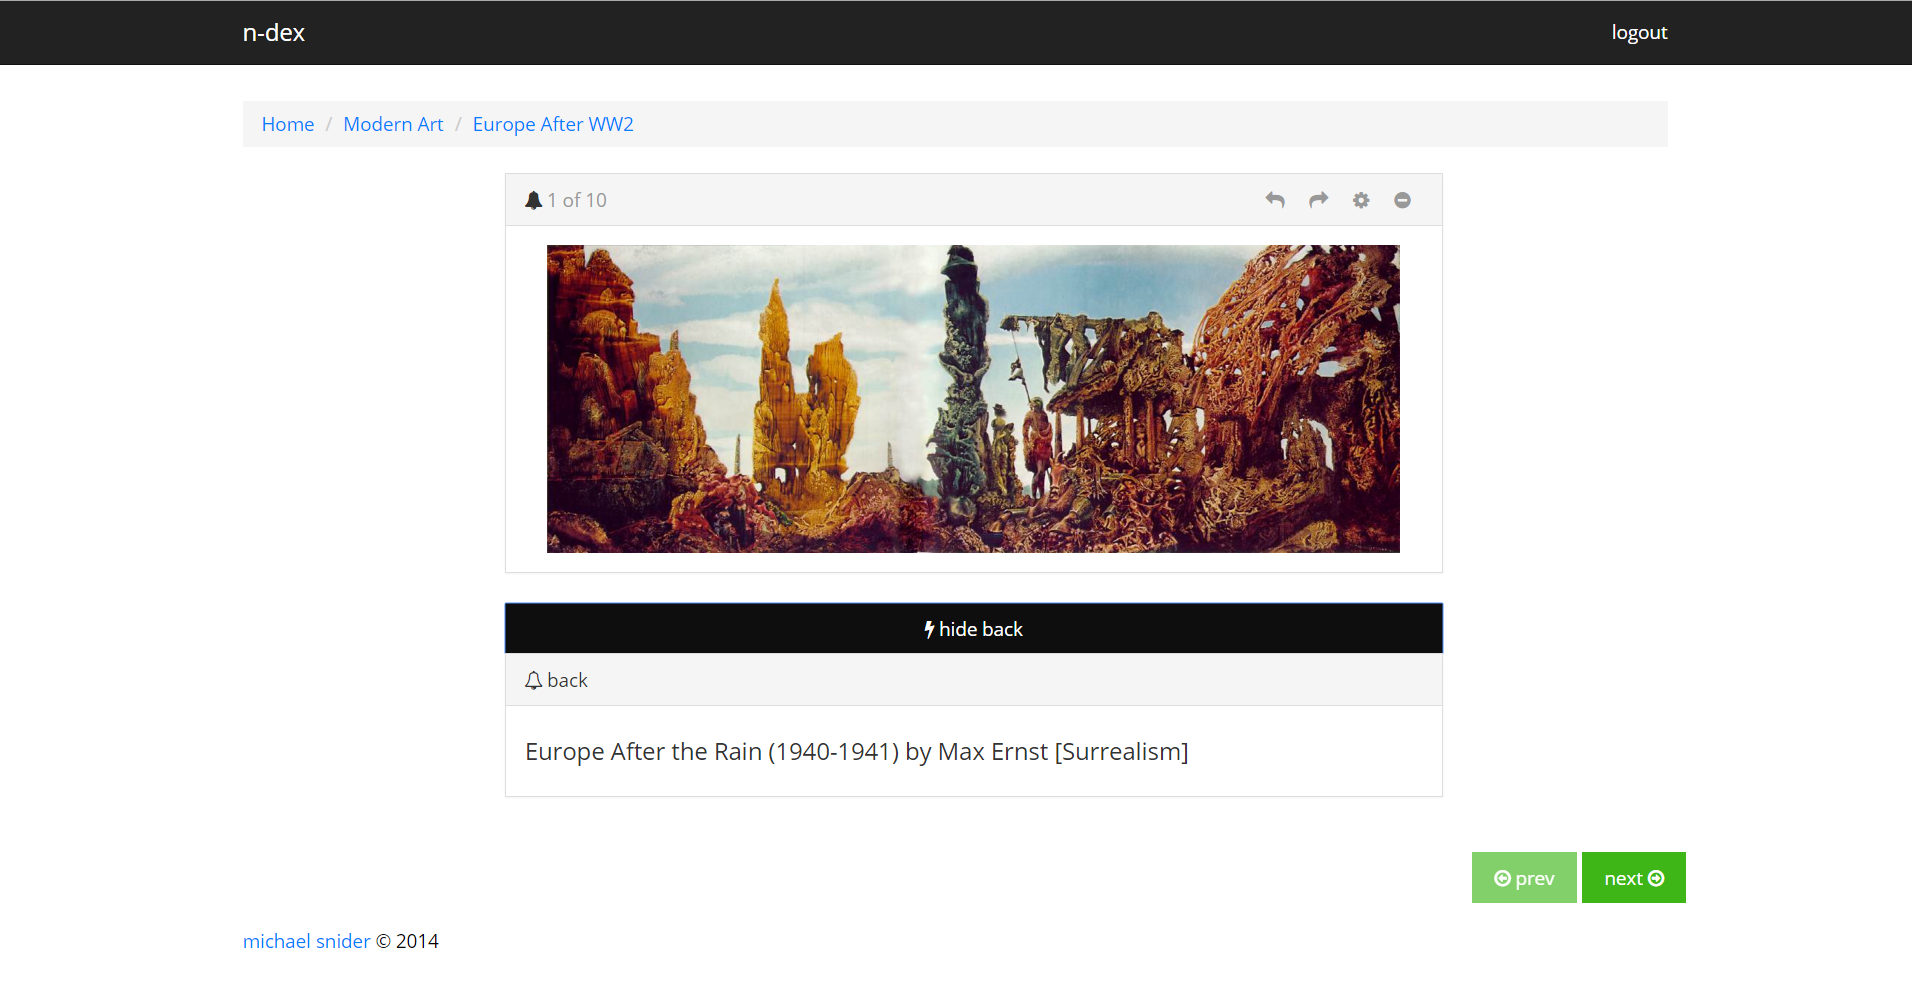 n-dex
logout
Home / Modern Art / Europe After WW2
1 of 10
hide back
back
Europe After the Rain (1940-1941) by Max Ernst [Surrealism]
prev
next
michael snider © 2014